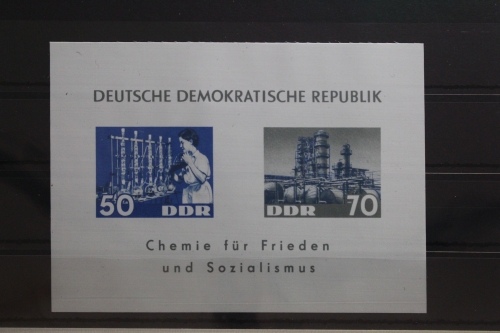 DEUTSCHE DEMOKRATISCHE REPUBLIK
50 DDR
DDR 70
Chemie für Frieden
und Sozialismus